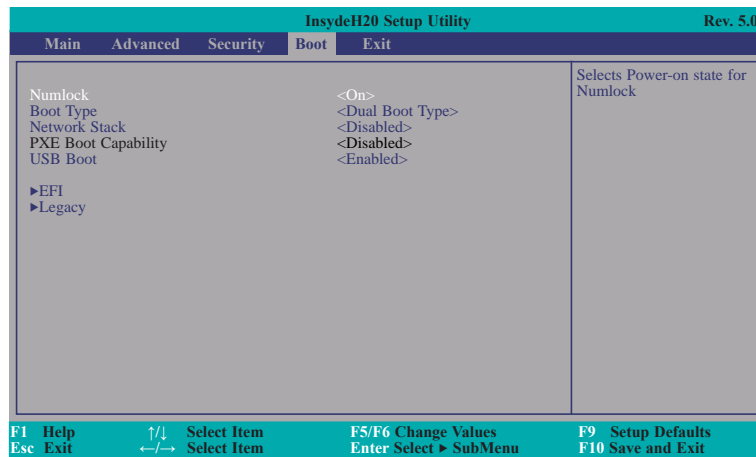 InsydeH20 Setup Utility Rev. 5.0
Main Advanced Security Boot Exit
Numlock <On>
Boot Type <Dual Boot Type>
Network Stack <Disabled>
PXE Boot Capability <Disabled>
USB Boot <Enabled>
▶EFI
▶Legacy
Selects Power-on state for
Numlock
F1 Help ↑/↓ Select Item F5/F6 Change Values F9 Setup Defaults
Esc Exit ←/→ Select Item Enter Select ▶ SubMenu F10 Save and Exit